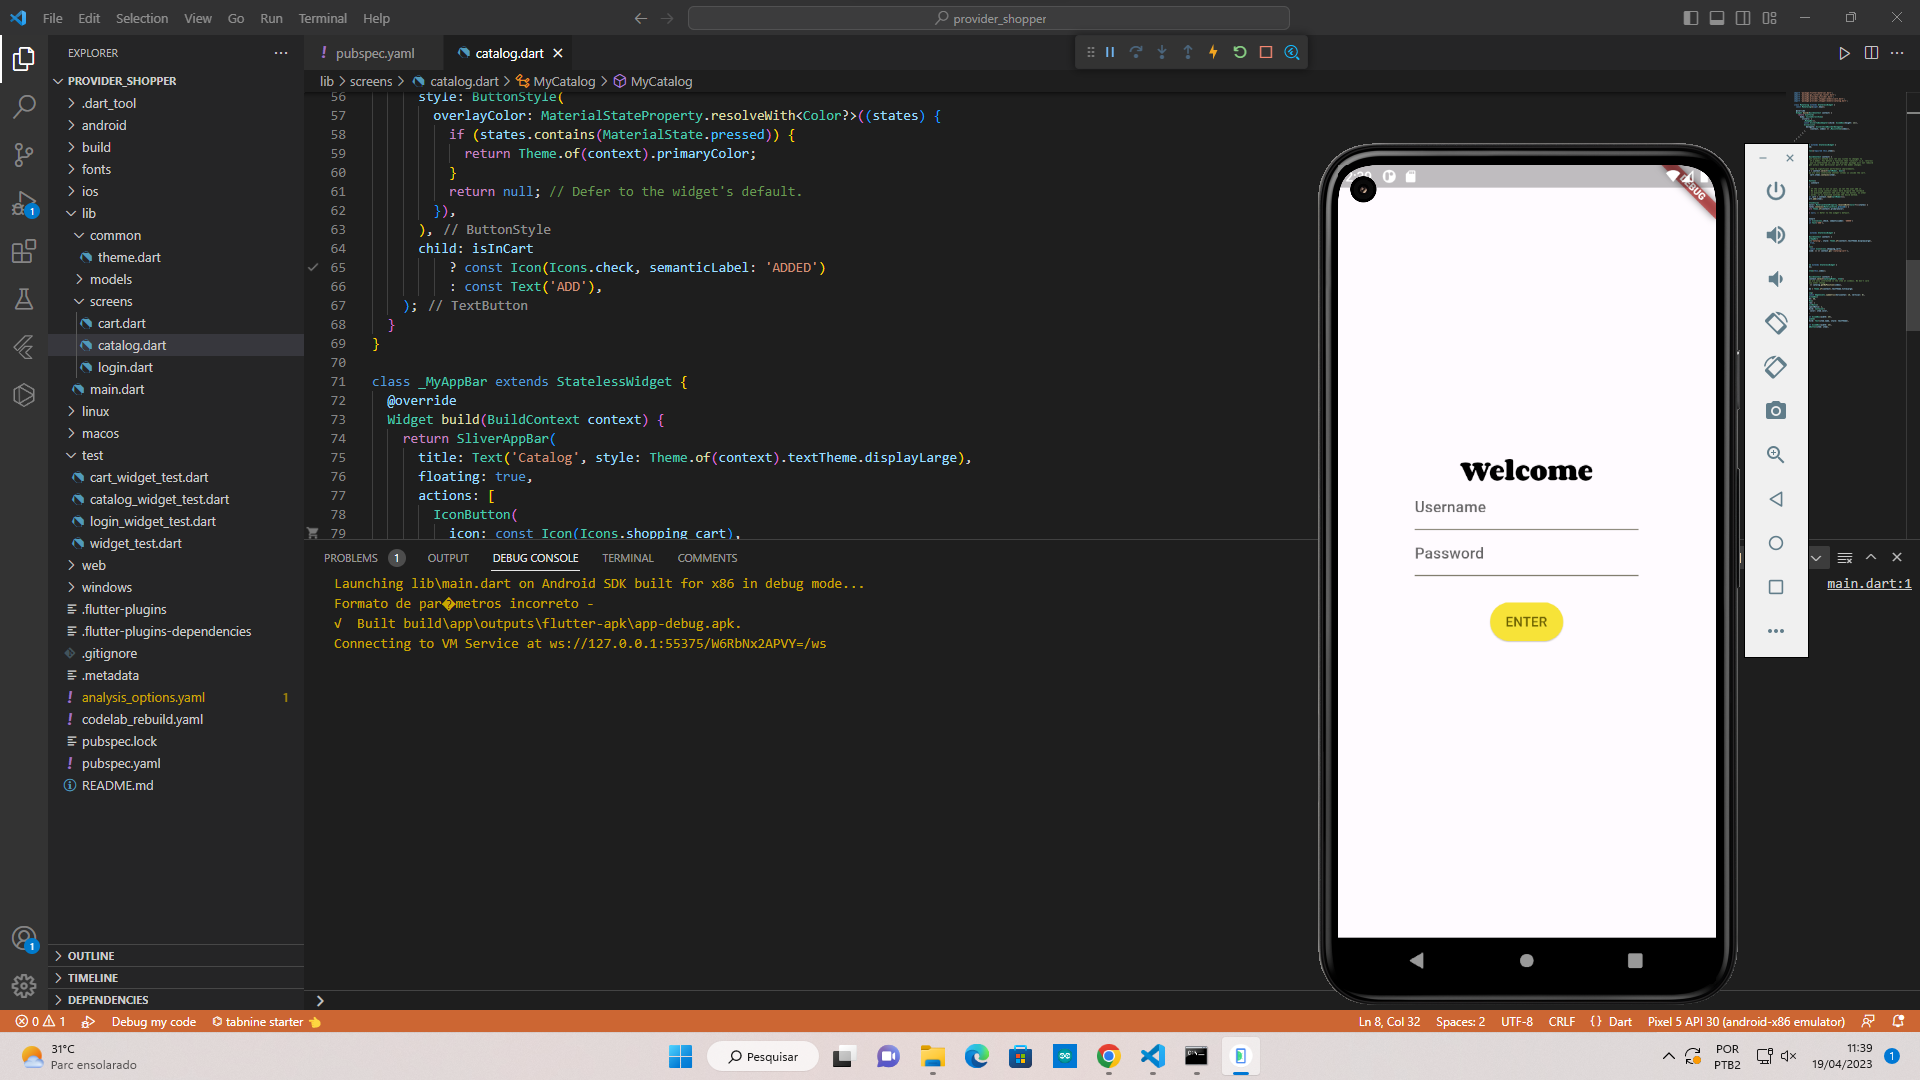 File Edit Selection View Go Run Terminal Help
provider_shopper
EXPLORER
PROVIDER_SHOPPER
.dart_tool
android
build
fonts
ios
lib
common
theme.dart
models
screens
cart.dart
catalog.dart
login.dart
main.dart
linux
macos
test
cart_widget_test.dart
catalog_widget_test.dart
login_widget_test.dart
widget_test.dart
web
windows
.flutter-plugins
.flutter-plugins-dependencies
.gitignore
.metadata
analysis_options.yaml 1
codelab_rebuild.yaml
pubspec.lock
pubspec.yaml
README.md
OUTLINE
TIMELINE
DEPENDENCIES
1
1
pubspec.yaml
catalog.dart
lib > screens > catalog.dart > MyCatalog > MyCatalog
56 style: ButtonStyle(
57 overlayColor: MaterialStateProperty.resolveWith<Color?>((states) {
58 if (states.contains(MaterialState.pressed)) {
59 return Theme.of(context).primaryColor;
60 }
61 return null; // Defer to the widget's default.
62 }),
63 ), // ButtonStyle
64 child: isInCart
65 ? const Icon(Icons.check, semanticLabel: 'ADDED')
66 : const Text('ADD'),
67 ); // TextButton
68 }
69 }
70
71 class _MyAppBar extends StatelessWidget {
72 @override
73 Widget build(BuildContext context) {
74 return SliverAppBar(
75 title: Text('Catalog', style: Theme.of(context).textTheme.displayLarge),
76 floating: true,
77 actions: [
78 IconButton(
79 icon: const Icon(Icons.shopping_cart),
PROBLEMS 1 OUTPUT DEBUG CONSOLE TERMINAL COMMENTS
Launching lib\main.dart on Android SDK built for x86 in debug mode...
main.dart:1
Formato de par�metros incorreto -
√ Built build\app\outputs\flutter-apk\app-debug.apk.
Connecting to VM Service at ws://127.0.0.1:55375/W6RbNx2APVY=/ws
DEBUG
Welcome
Username
Password
ENTER
0 1 Debug my code tabnine starter
Ln 8, Col 32 Spaces: 2 UTF-8 CRLF {} Dart Pixel 5 API 30 (android-x86 emulator)
31°C
Parc ensolarado
Pesquisar
POR
PTB2
11:39
19/04/2023
1